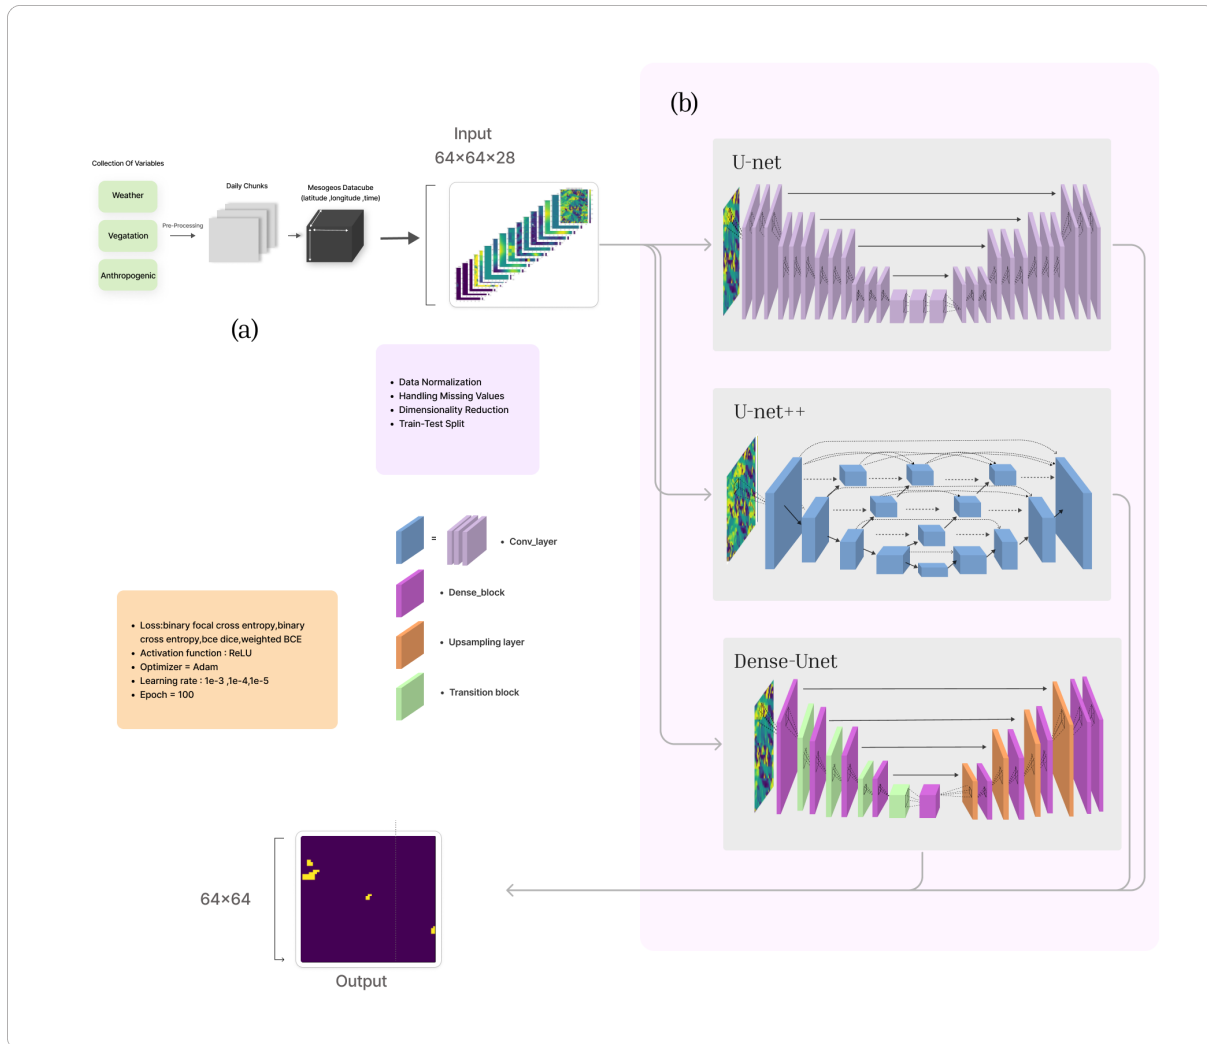 (b)
Input
64×64×28
Collection Of Variables
Weather
Vegatation
Anthropogenic
Pre-Processing
Daily Chunks
Mesogeos Datacube
(latitude ,longitude ,time)
(a)
U-net
• Data Normalization
• Handling Missing Values
• Dimensionality Reduction
• Train-Test Split
U-net++
=
• Conv_layer
• Dense_block
• Upsampling layer
• Transition block
• Loss:binary focal cross entropy,binary
cross entropy,bce dice,weighted BCE
• Activation function : ReLU
• Optimizer = Adam
• Learning rate : 1e-3 ,1e-4,1e-5
• Epoch = 100
Dense-Unet
64×64
Output